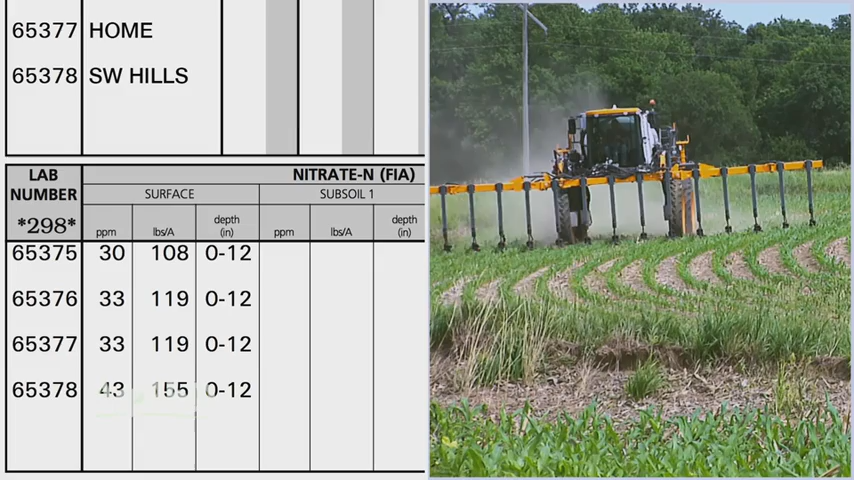 65377 HOME
65378 SW HILLS
LAB NUMBER NITRATE-N (FIA)
SURFACE SUBSOIL 1
*298* ppm lbs/A depth (in) ppm lbs/A depth (in)
65375 30 108 0-12
65376 33 119 0-12
65377 33 119 0-12
65378 43 155 0-12